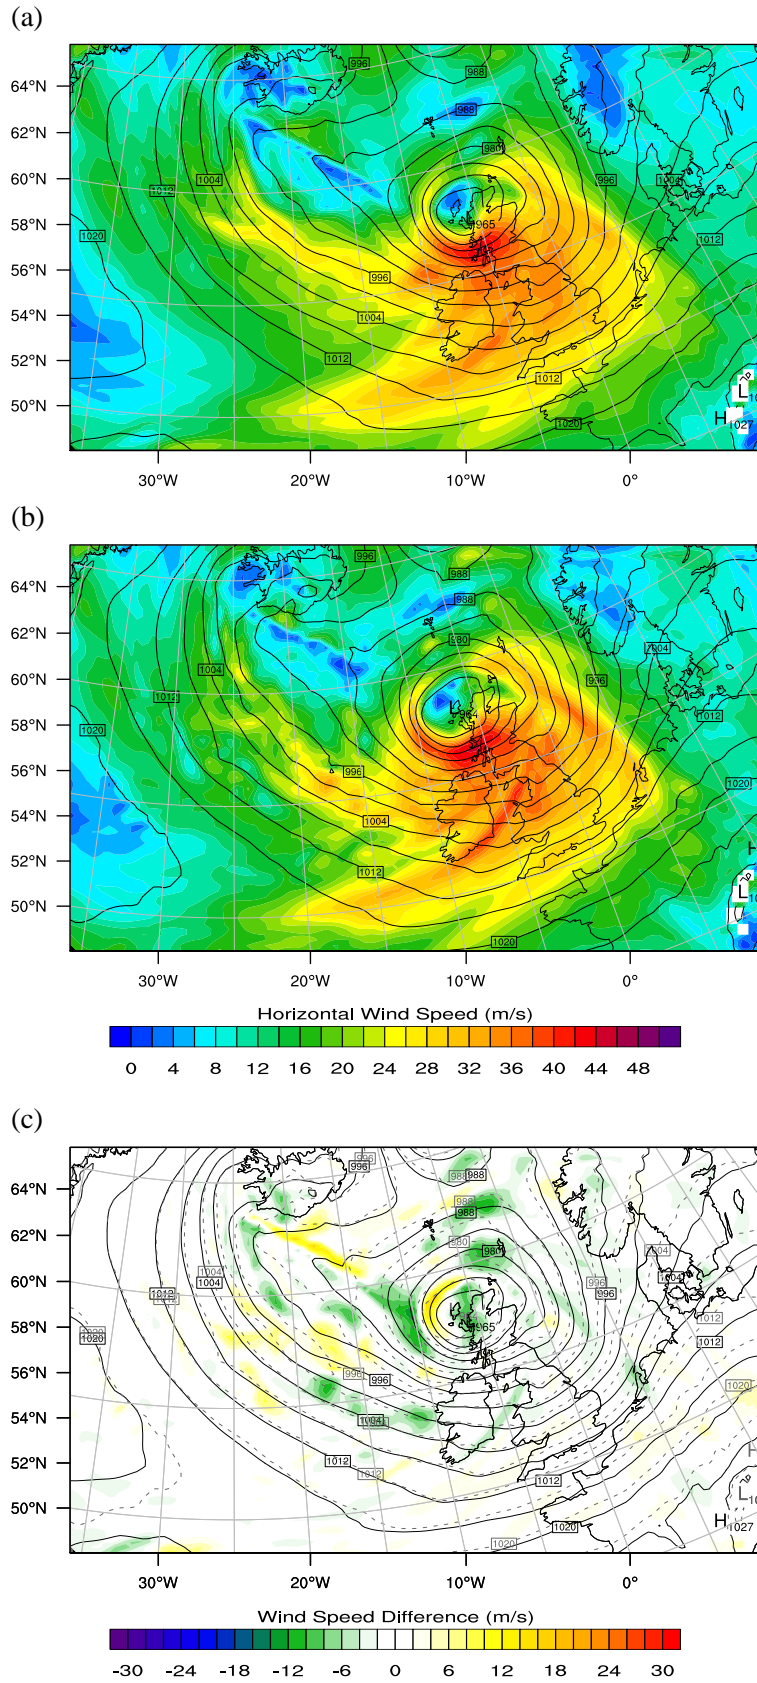 (a)
996
988
64°N
988
62°N
980
60°N
1004
996
1004
1012
58°N
965
1020
1012
56°N
996
54°N
1004
52°N
1012
1012
L
50°N
1020
H 1027
30°W 20°W 10°W 0°
(b)
996
988
64°N
988
62°N
980
1004
60°N
1004
996
1012
58°N
L
964
1012
1020
56°N
996
1020
54°N
1004
52°N
1012
H
L
50°N
1020
30°W 20°W 10°W 0°
Horizontal Wind Speed (m/s)
0 4 8 12 16 20 24 28 32 36 40 44 48
(c)
996
996
988 988
64°N
988
988
62°N
980
980
1004
60°N
1004
1004
1004
996
1012
996
1012
58°N
L
965
1012
1020
1020
1012
56°N
996
996
1020
54°N
1004
52°N
1012
H
1012
1012
L
50°N
1020
H 1027
1020
30°W 20°W 10°W 0°
Wind Speed Difference (m/s)
-30 -24 -18 -12 -6 0 6 12 18 24 30